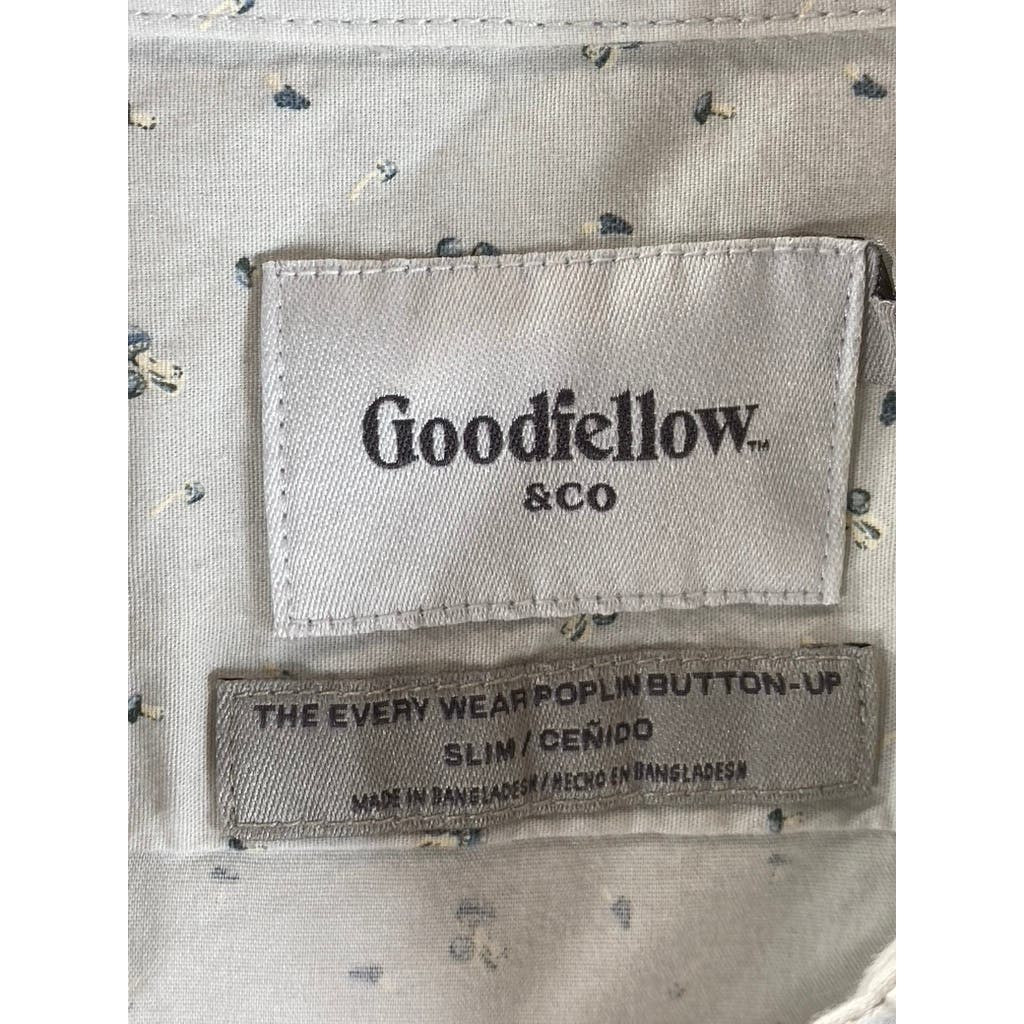 Goodfellow™
&CO
THE EVERY WEAR POPLIN BUTTON-UP
SLIM / CEÑIDO
MADE IN BANGLADESH / HECHO EN BANGLADESH